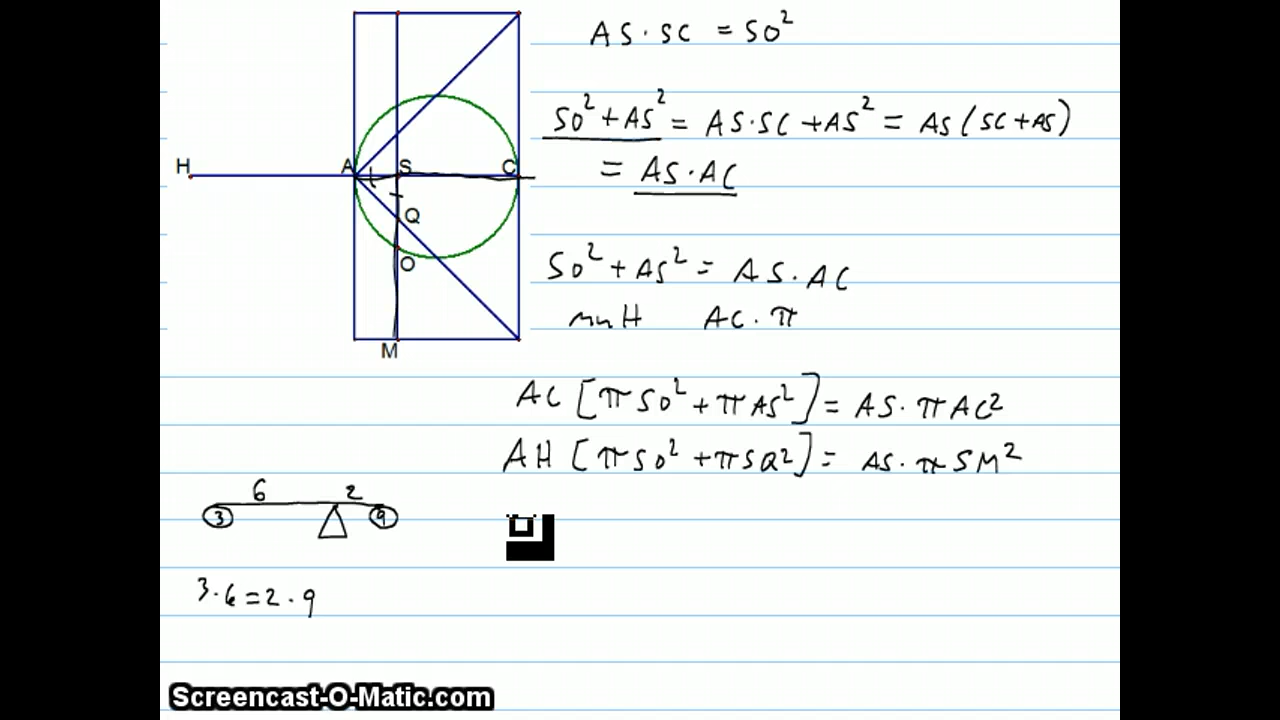 AS·SC = SO²
SO² + AS² = AS·SC + AS² = AS(SC + AS)
= AS·AC
H A S C
Q
O
M
SO² + AS² = AS·AC
AC·π
AC[πSO² + πAS²] = AS·πAC²
AH[πSO² + πSQ²] = AS·πSM²
6 2
3 9
3·6 = 2·9
Screencast-O-Matic.com